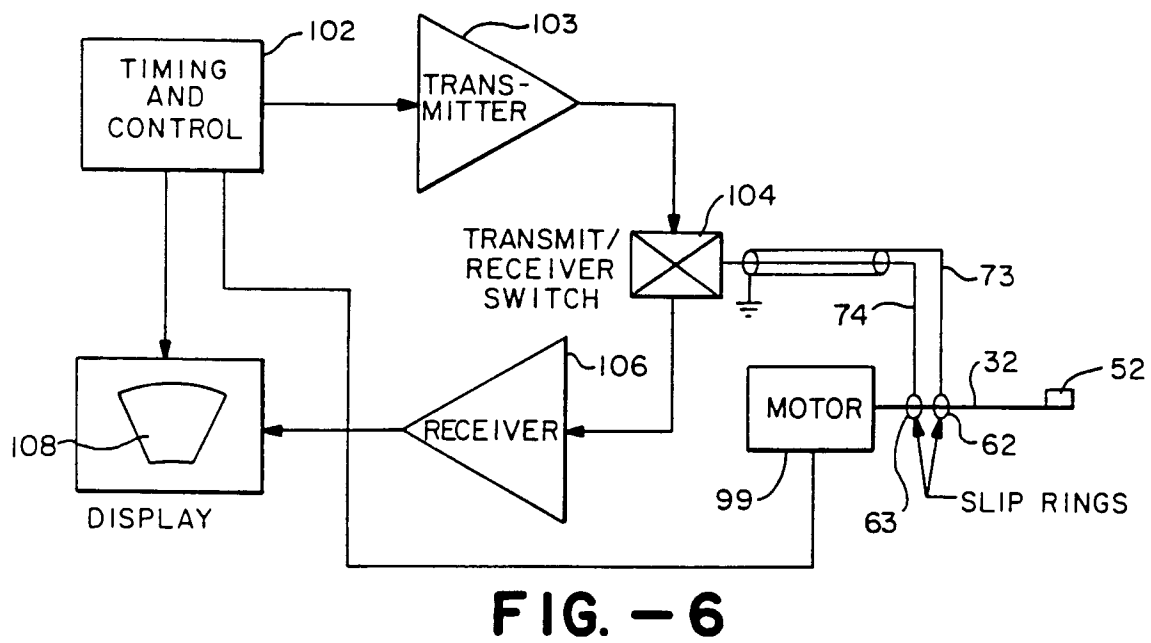 102
TIMING
AND
CONTROL
103
TRANS-
MITTER
104
TRANSMIT/
RECEIVER
SWITCH
73
74
106
RECEIVER
108
DISPLAY
MOTOR
99
32
52
62
63
SLIP RINGS
FIG. - 6